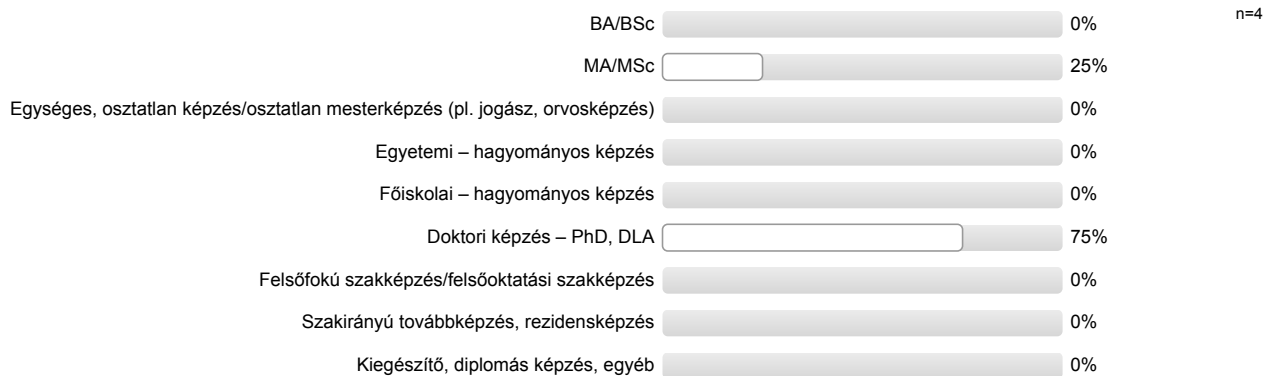 n=4
BA/BSc 0%
MA/MSc 25%
Egységes, osztatlan képzés/osztatlan mesterképzés (pl. jogász, orvosképzés) 0%
Egyetemi – hagyományos képzés 0%
Főiskolai – hagyományos képzés 0%
Doktori képzés – PhD, DLA 75%
Felsőfokú szakképzés/felsőoktatási szakképzés 0%
Szakirányú továbbképzés, rezidensképzés 0%
Kiegészítő, diplomás képzés, egyéb 0%